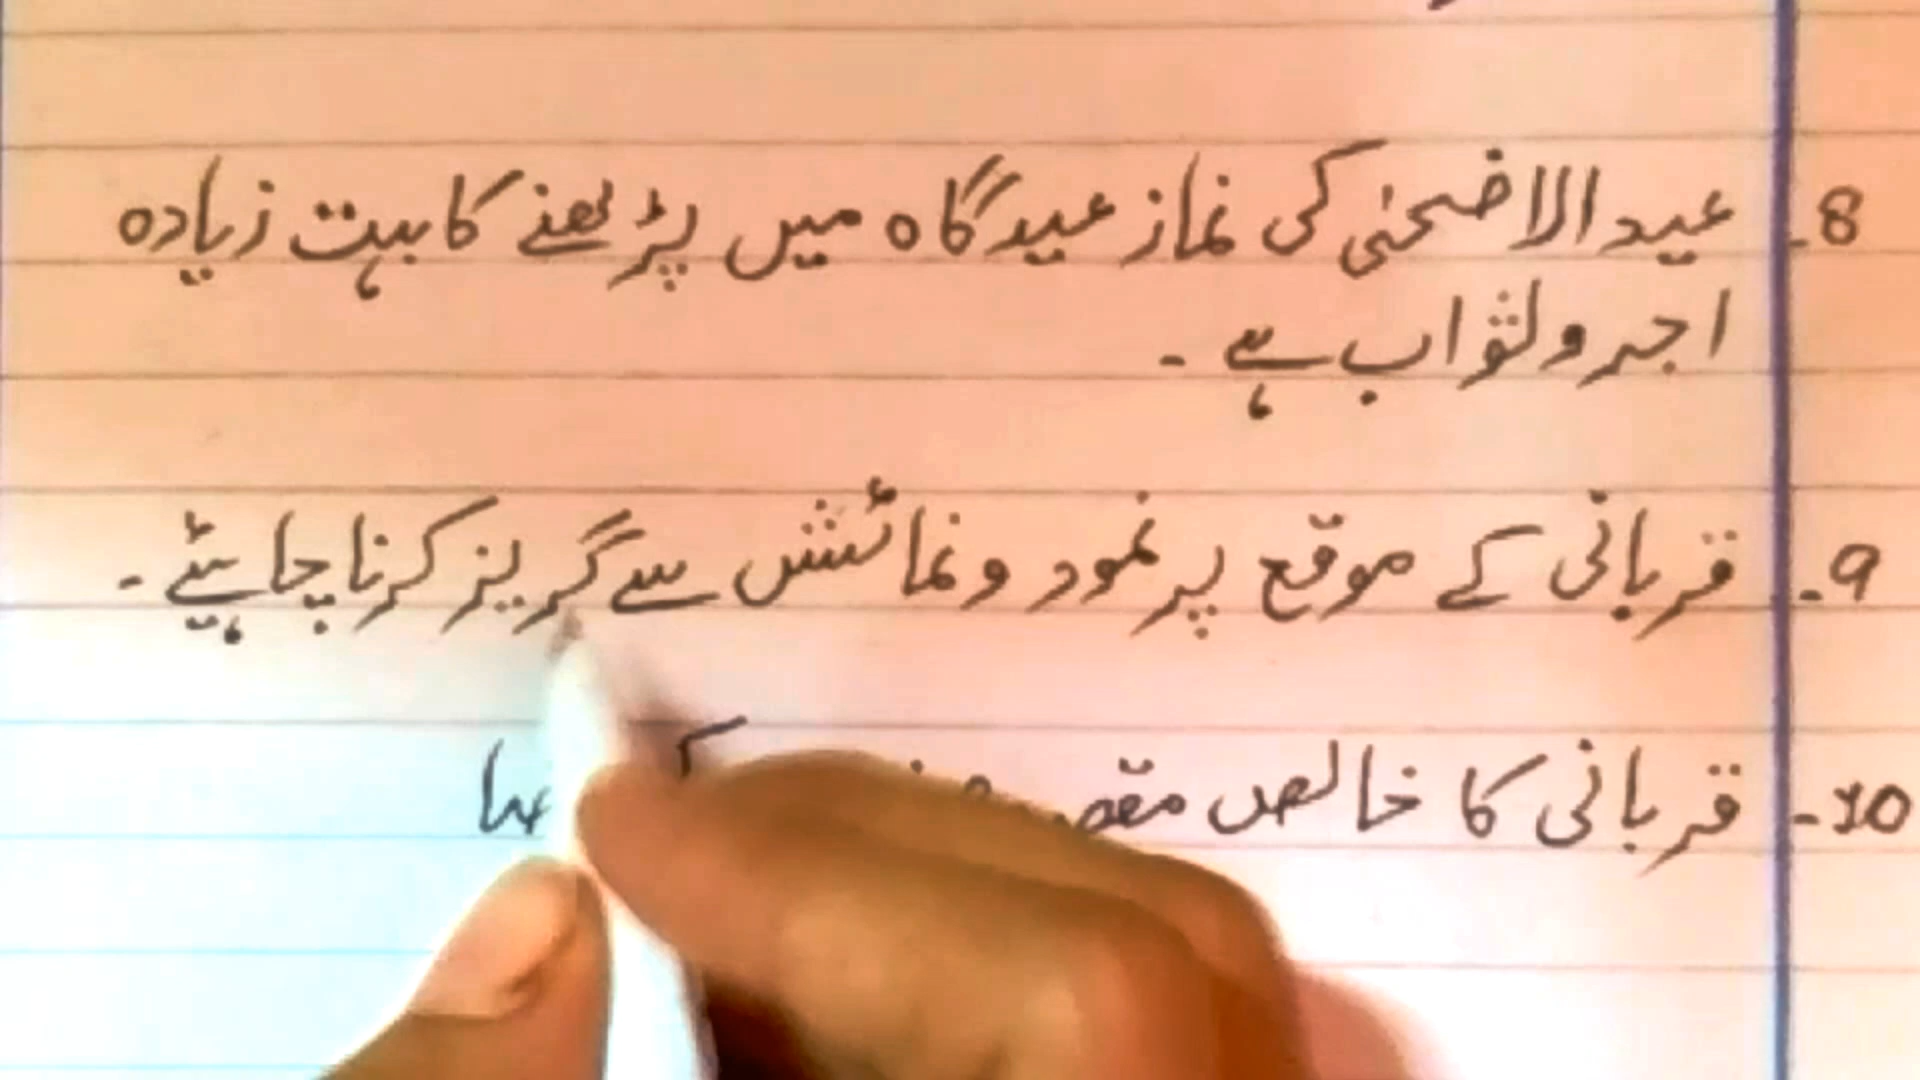 8۔ عید الاضحیٰ کی نماز عید گاہ میں پڑھنے کا بہت زیادہ
اجر و ثواب ہے ۔
9۔ قربانی کے موقع پر نمود و نمائش سے گریز کرنا چاہیئے ۔
10۔ قربانی کا خالص